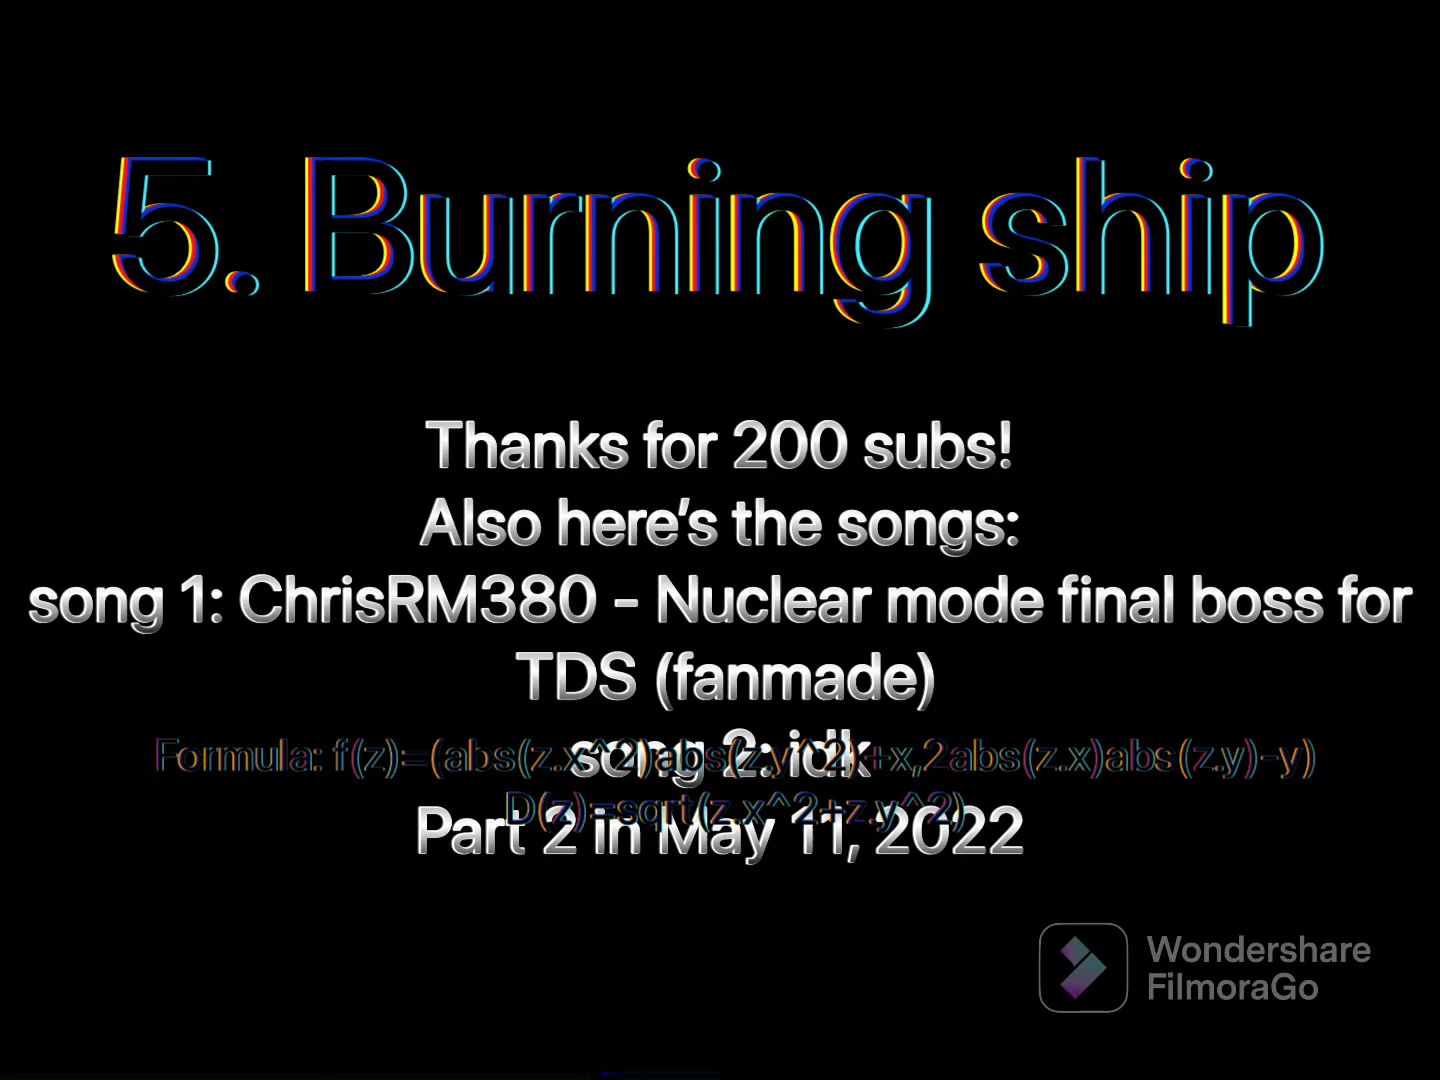 5. Burning ship
Thanks for 200 subs!
Also here's the songs:
song 1: ChrisRM380 - Nuclear mode final boss for
TDS (fanmade)
song 2: idk
Formula: f(z)=(abs(z.x^2)abs(z.y^2)+x,2abs(z.x)abs(z.y)-y)
D(z)=sqrt(z.x^2+z.y^2)
Part 2 in May 11, 2022
Wondershare
FilmoraGo